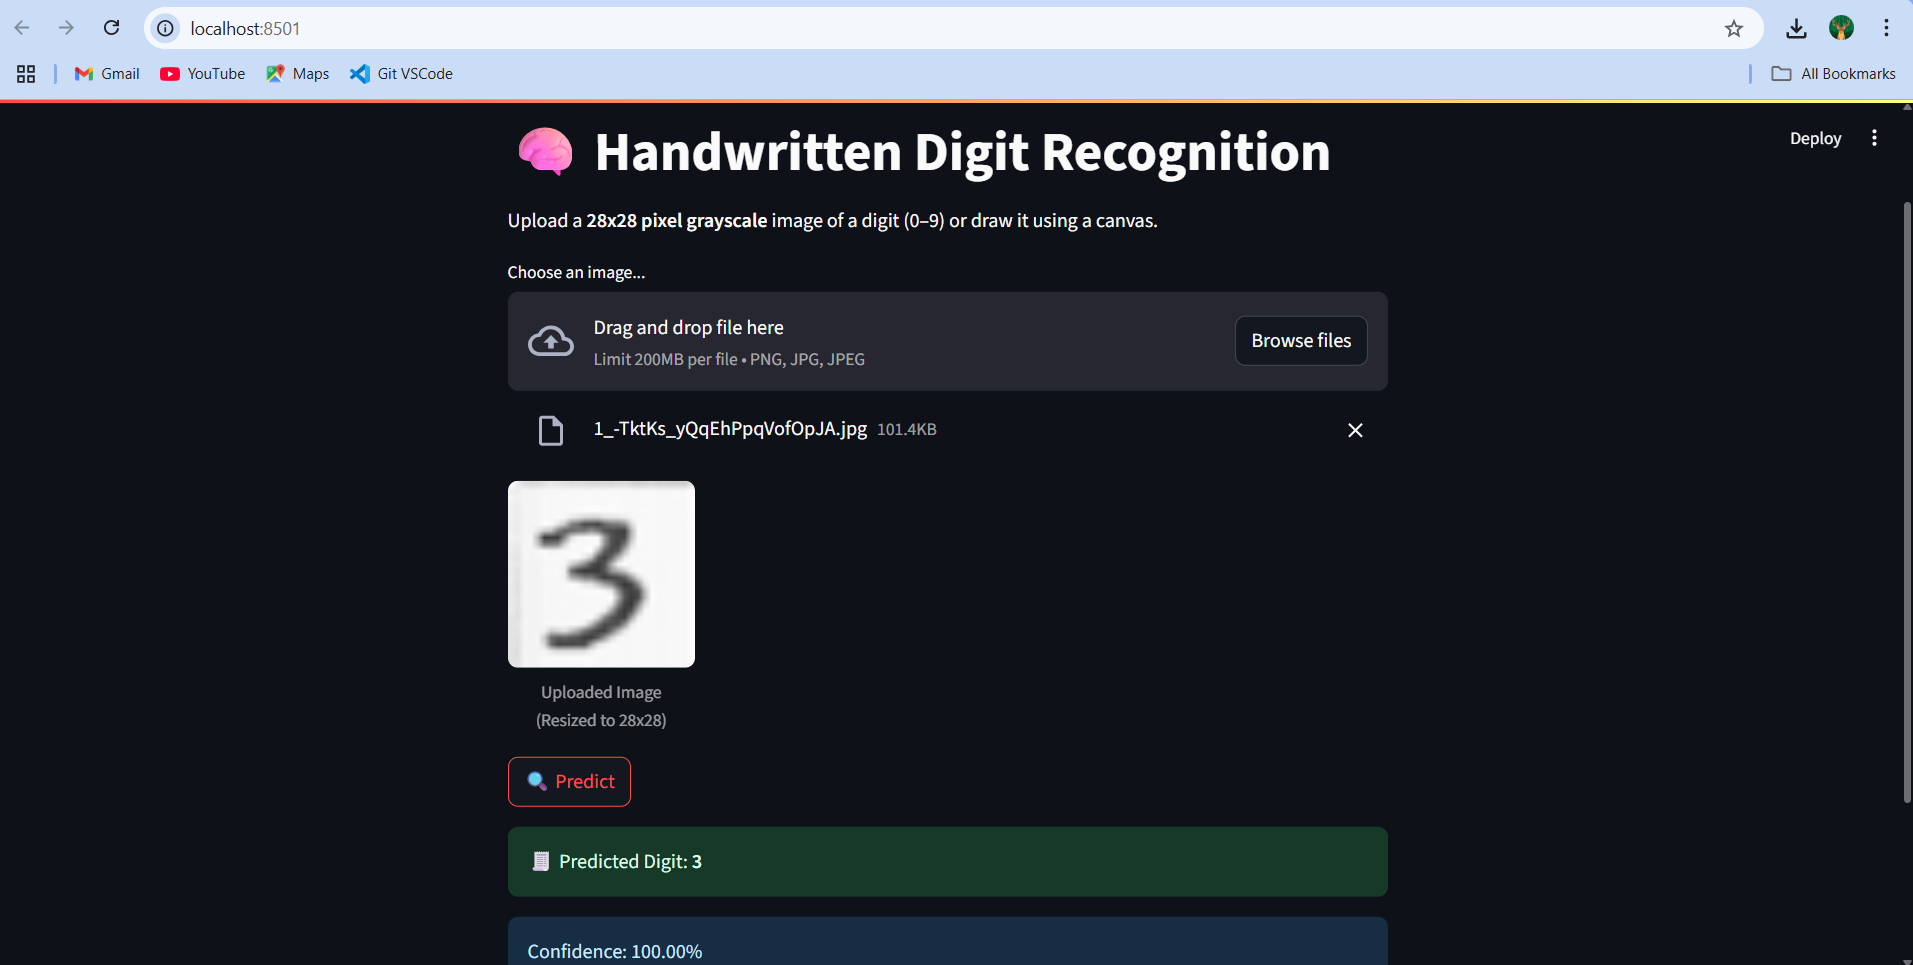 localhost:8501
Gmail YouTube Maps Git VSCode All Bookmarks
Deploy
🧠 Handwritten Digit Recognition
Upload a 28x28 pixel grayscale image of a digit (0–9) or draw it using a canvas.
Choose an image...
Drag and drop file here
Limit 200MB per file • PNG, JPG, JPEG
Browse files
1_-TktKs_yQqEhPpqVofOpJA.jpg 101.4KB
3
Uploaded Image
(Resized to 28x28)
🔍 Predict
🧾 Predicted Digit: 3
Confidence: 100.00%